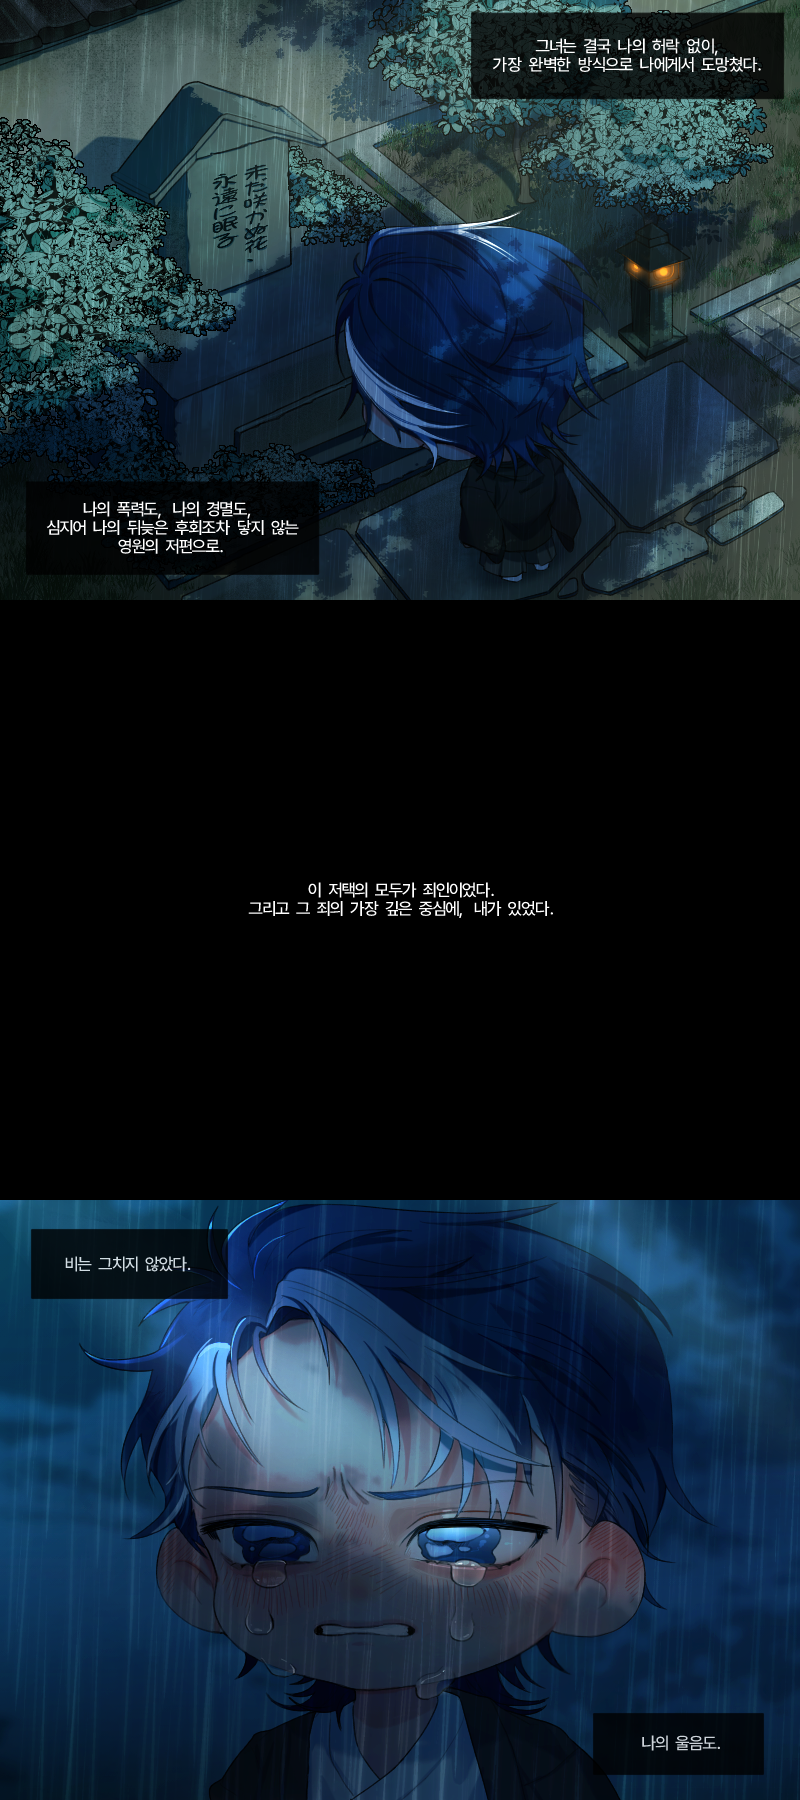 그녀는 결국 나의 허락 없이,
가장 완벽한 방식으로 나에게서 도망쳤다.
未だ咲かぬ花、
永遠に眠る
나의 폭력도, 나의 경멸도,
심지어 나의 뒤늦은 후회조차 닿지 않는
영원의 저편으로.
이 저택의 모두가 죄인이었다.
그리고 그 죄의 가장 깊은 중심에, 내가 있었다.
비는 그치지 않았다.
나의 울음도.